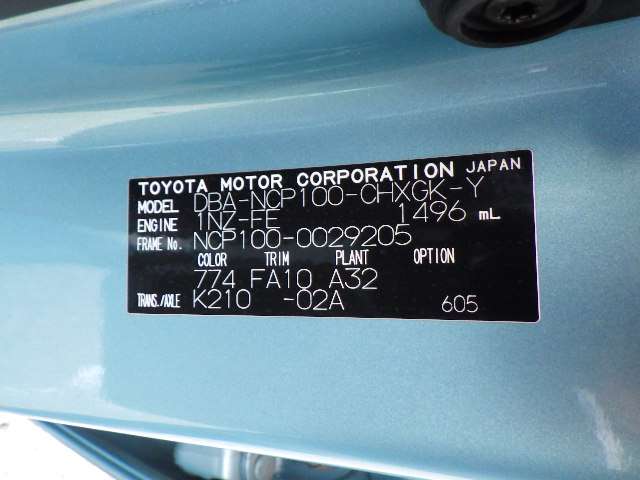 TOYOTA MOTOR CORPORATION JAPAN
MODEL DBA-NCP100-CHXGK-Y
ENGINE 1NZ-FE 1496 mL
FRAME No. NCP100-0029205
COLOR TRIM PLANT OPTION
774 FA10 A32
TRANS./AXLE K210 -02A 605